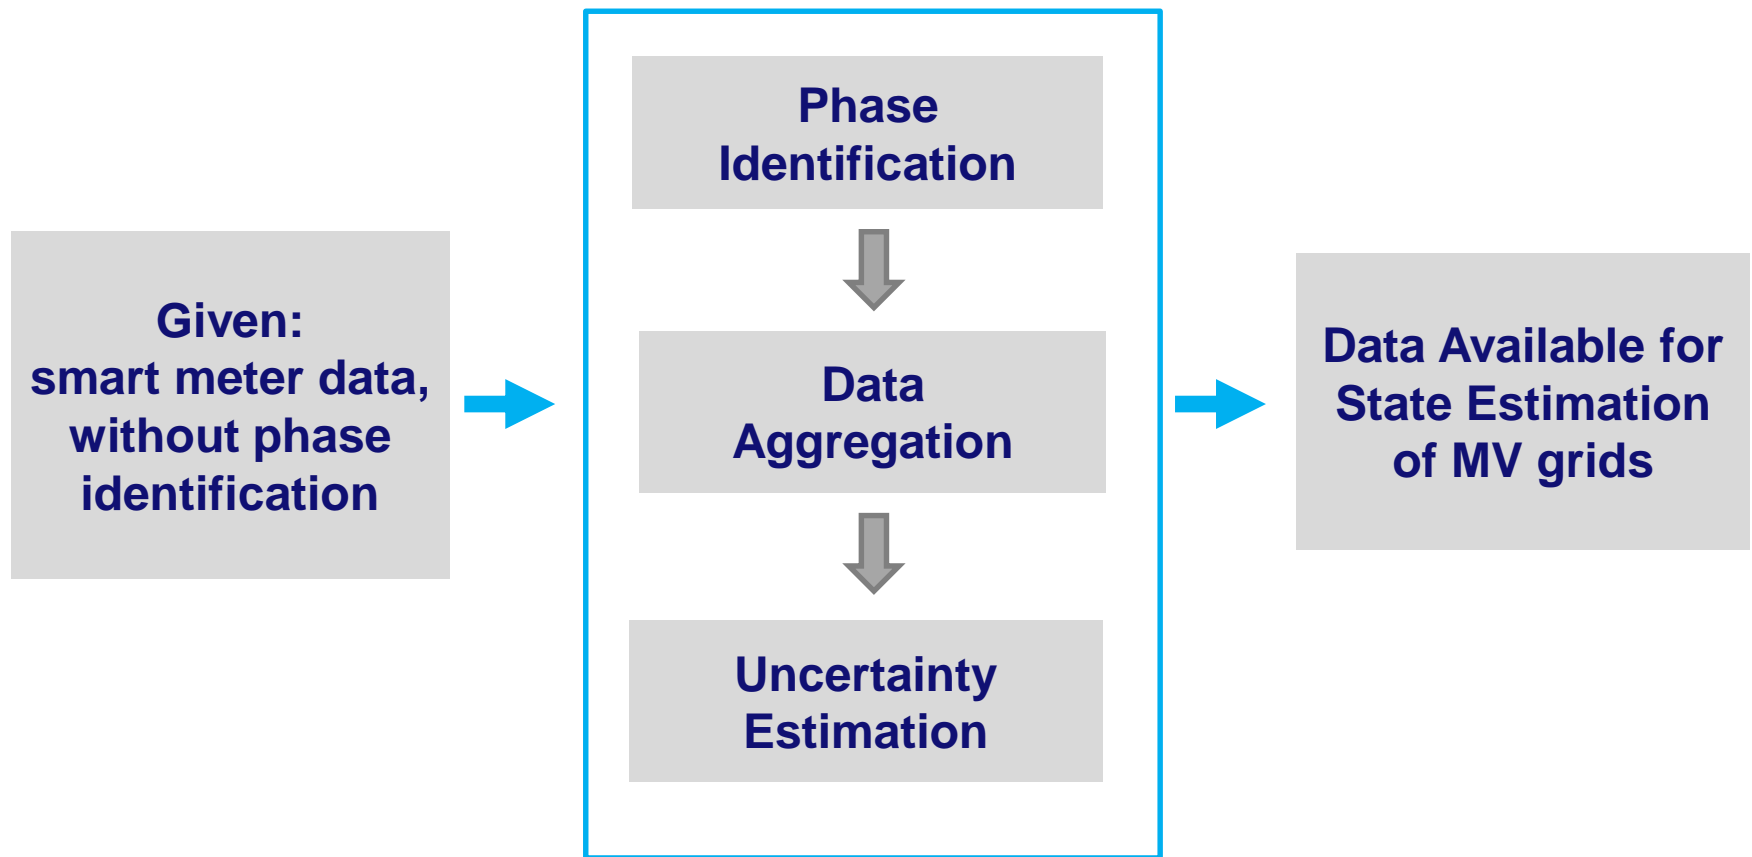 Given:
smart meter data,
without phase
identification
Phase
Identification
Data
Aggregation
Uncertainty
Estimation
Data Available for
State Estimation
of MV grids